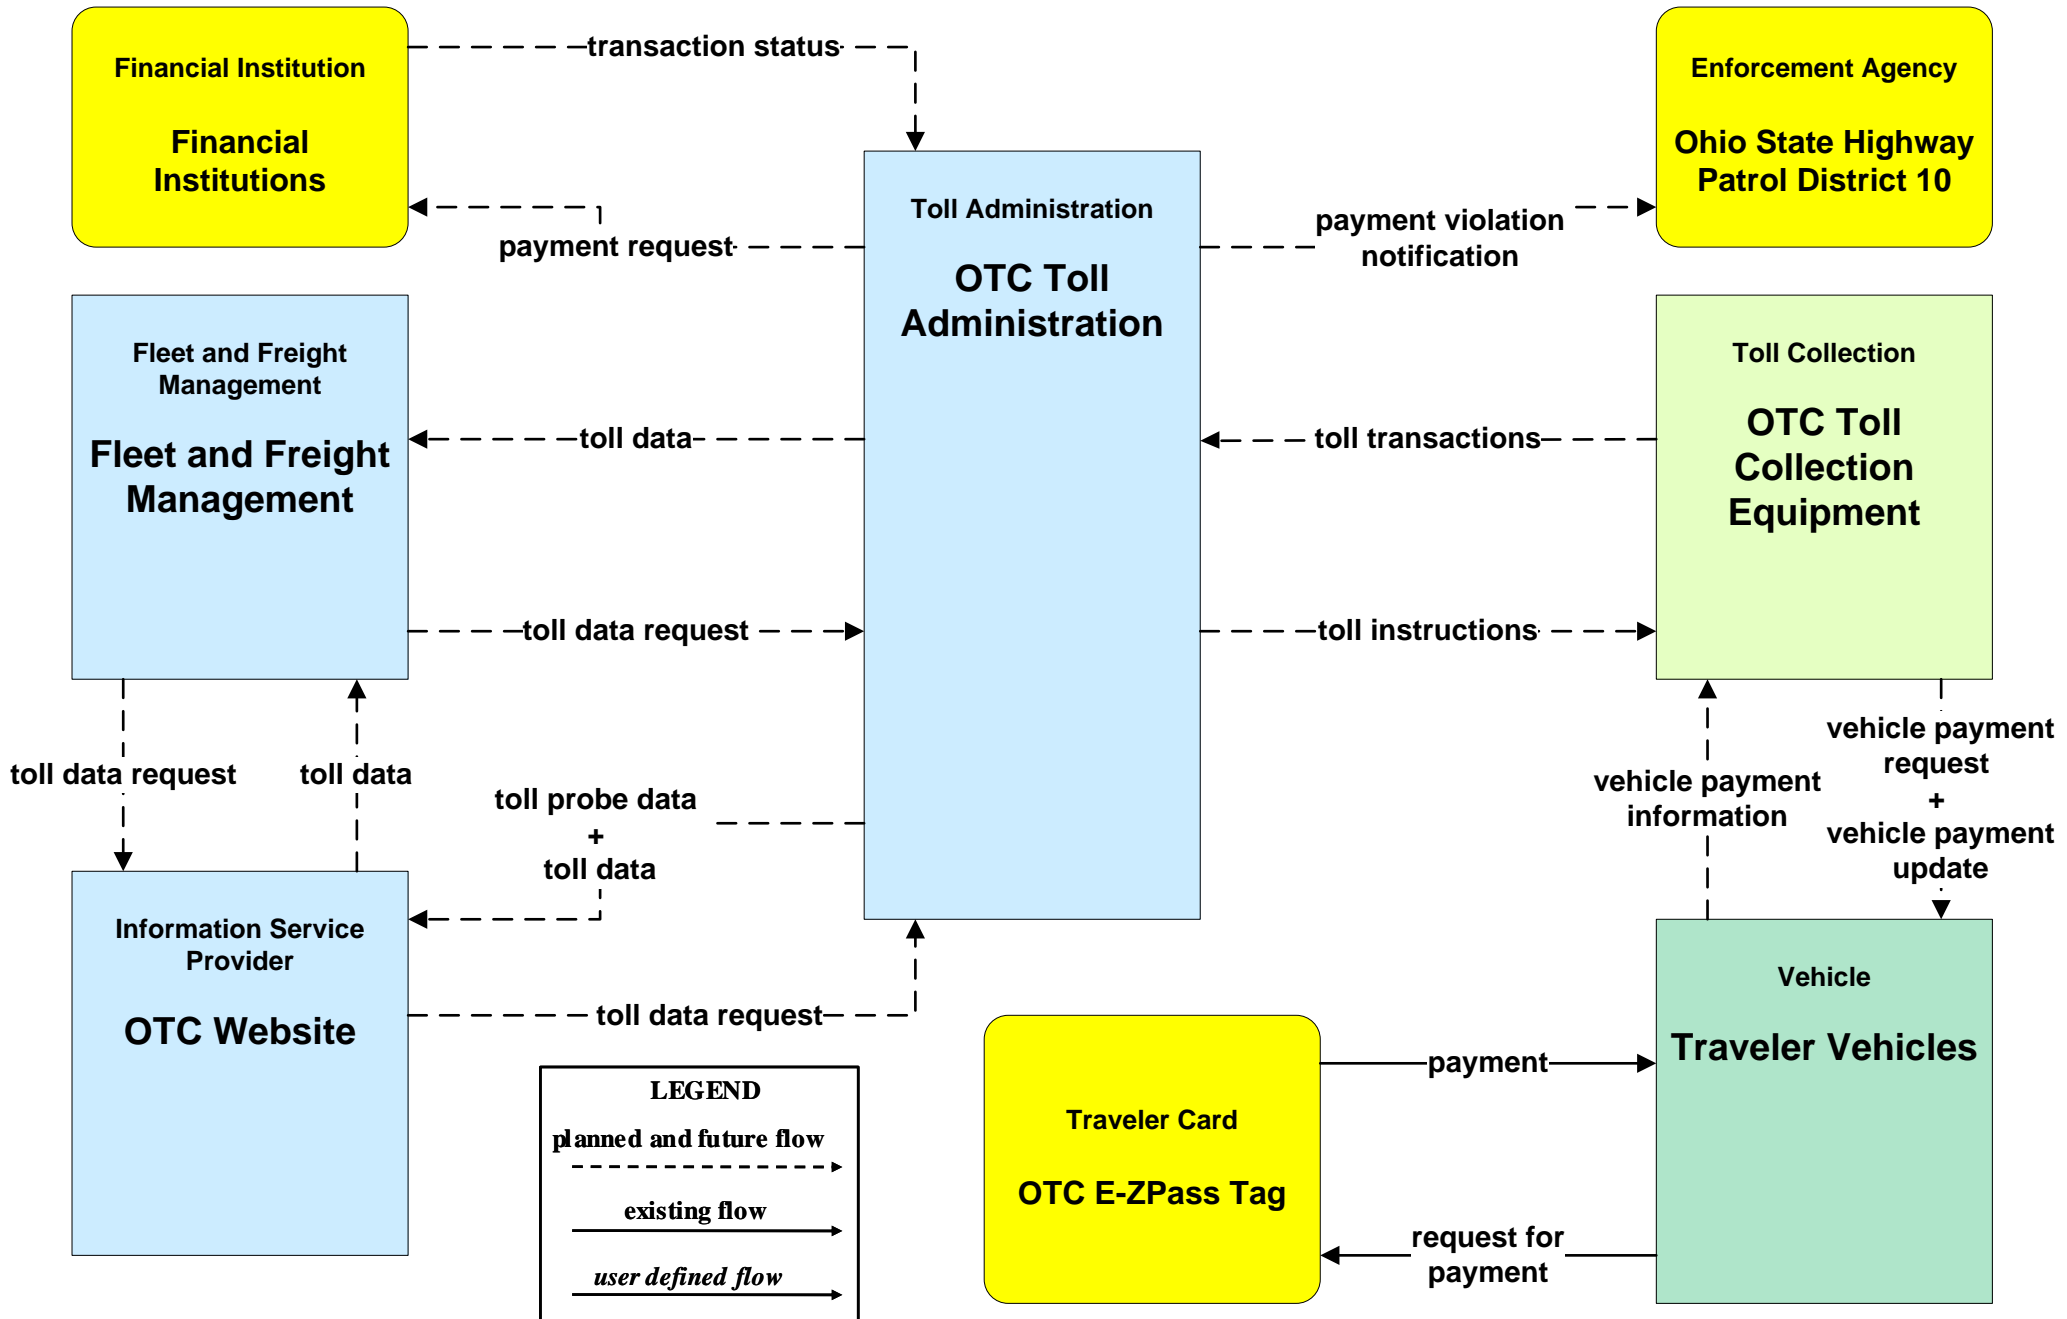 Financial Institution
Financial
Institutions
transaction status
payment request
Enforcement Agency
Ohio State Highway
Patrol District 10
Toll Administration
OTC Toll
Administration
payment violation
notification
Fleet and Freight
Management
Fleet and Freight
Management
toll data
toll data request
Toll Collection
OTC Toll
Collection
Equipment
toll transactions
toll instructions
toll data request
toll data
toll probe data
+
toll data
vehicle payment
information
vehicle payment
request
+
vehicle payment
update
Information Service
Provider
OTC Website
toll data request
Vehicle
Traveler Vehicles
Traveler Card
OTC E-ZPass Tag
payment
request for
payment
LEGEND
planned and future flow
existing flow
user defined flow